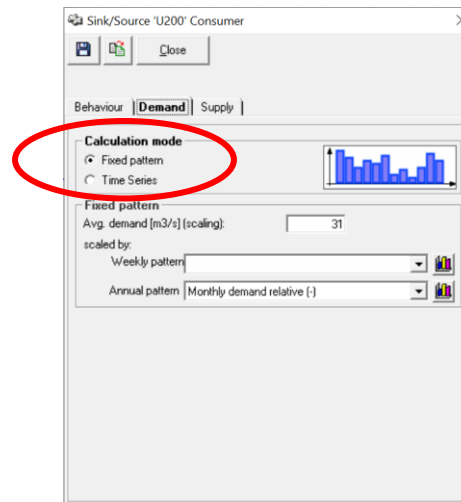 Sink/Source 'U200' Consumer
Close
Behaviour Demand Supply
Calculation mode
Fixed pattern
Time Series
Fixed pattern
Avg. demand [m3/s] (scaling): 31
scaled by:
Weekly pattern
Annual pattern Monthly demand relative (-)